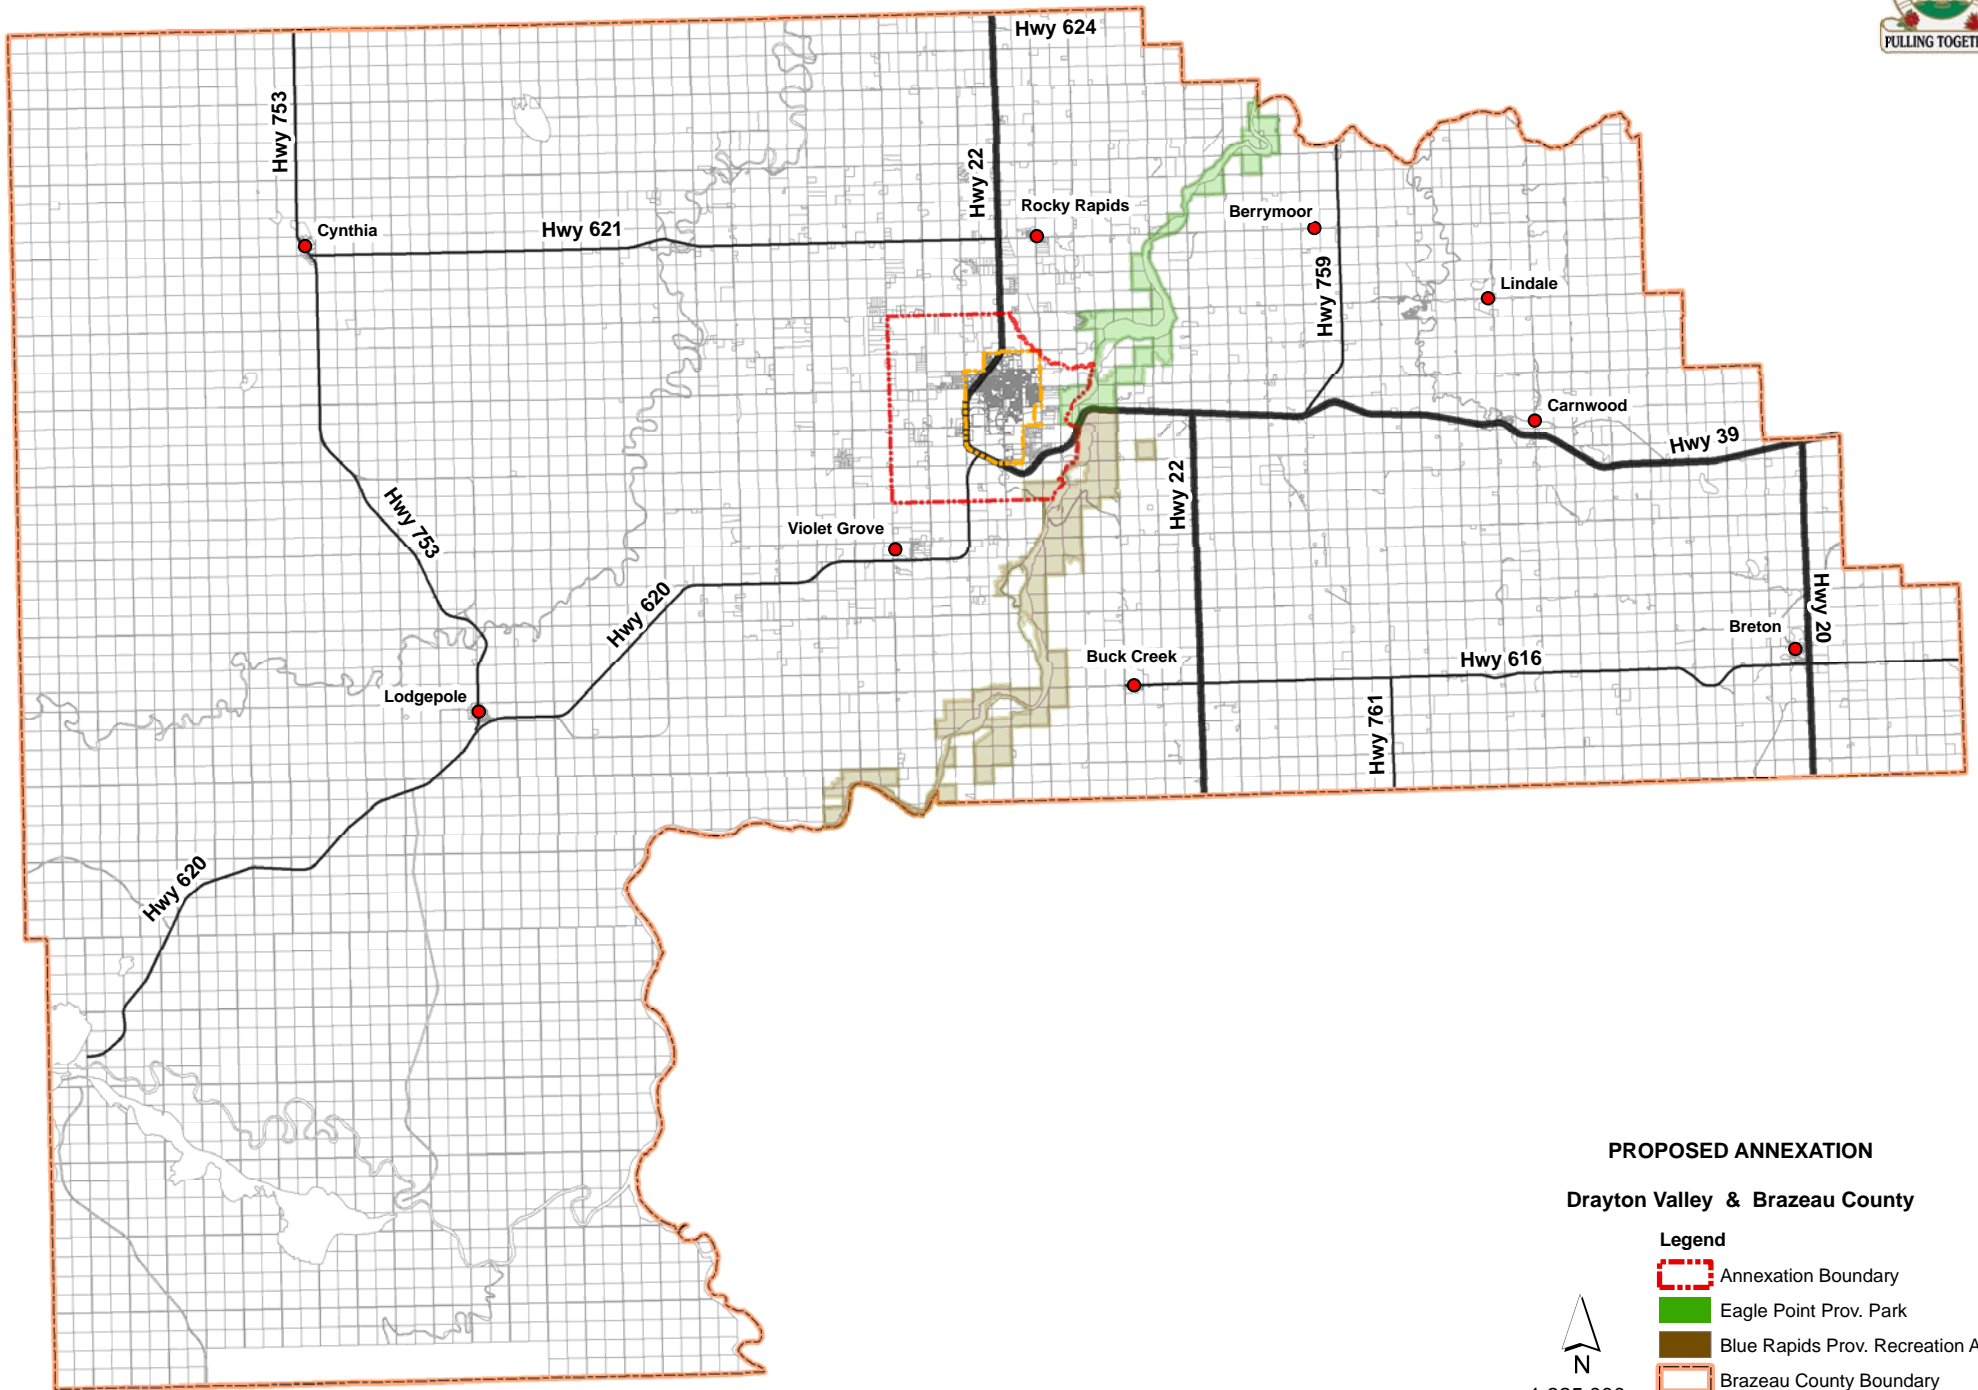 PULLING TOGETH
Hwy 624
Hwy 753
Hwy 22
Rocky Rapids
Berrymoor
Cynthia
Hwy 621
Hwy 759
Lindale
Carnwood
Hwy 39
Hwy 22
Hwy 753
Violet Grove
Hwy 620
Hwy 20
Breton
Buck Creek
Hwy 616
Lodgepole
Hwy 761
Hwy 620
PROPOSED ANNEXATION
Drayton Valley & Brazeau County
Legend
Annexation Boundary
Eagle Point Prov. Park
Blue Rapids Prov. Recreation A
Brazeau County Boundary
N